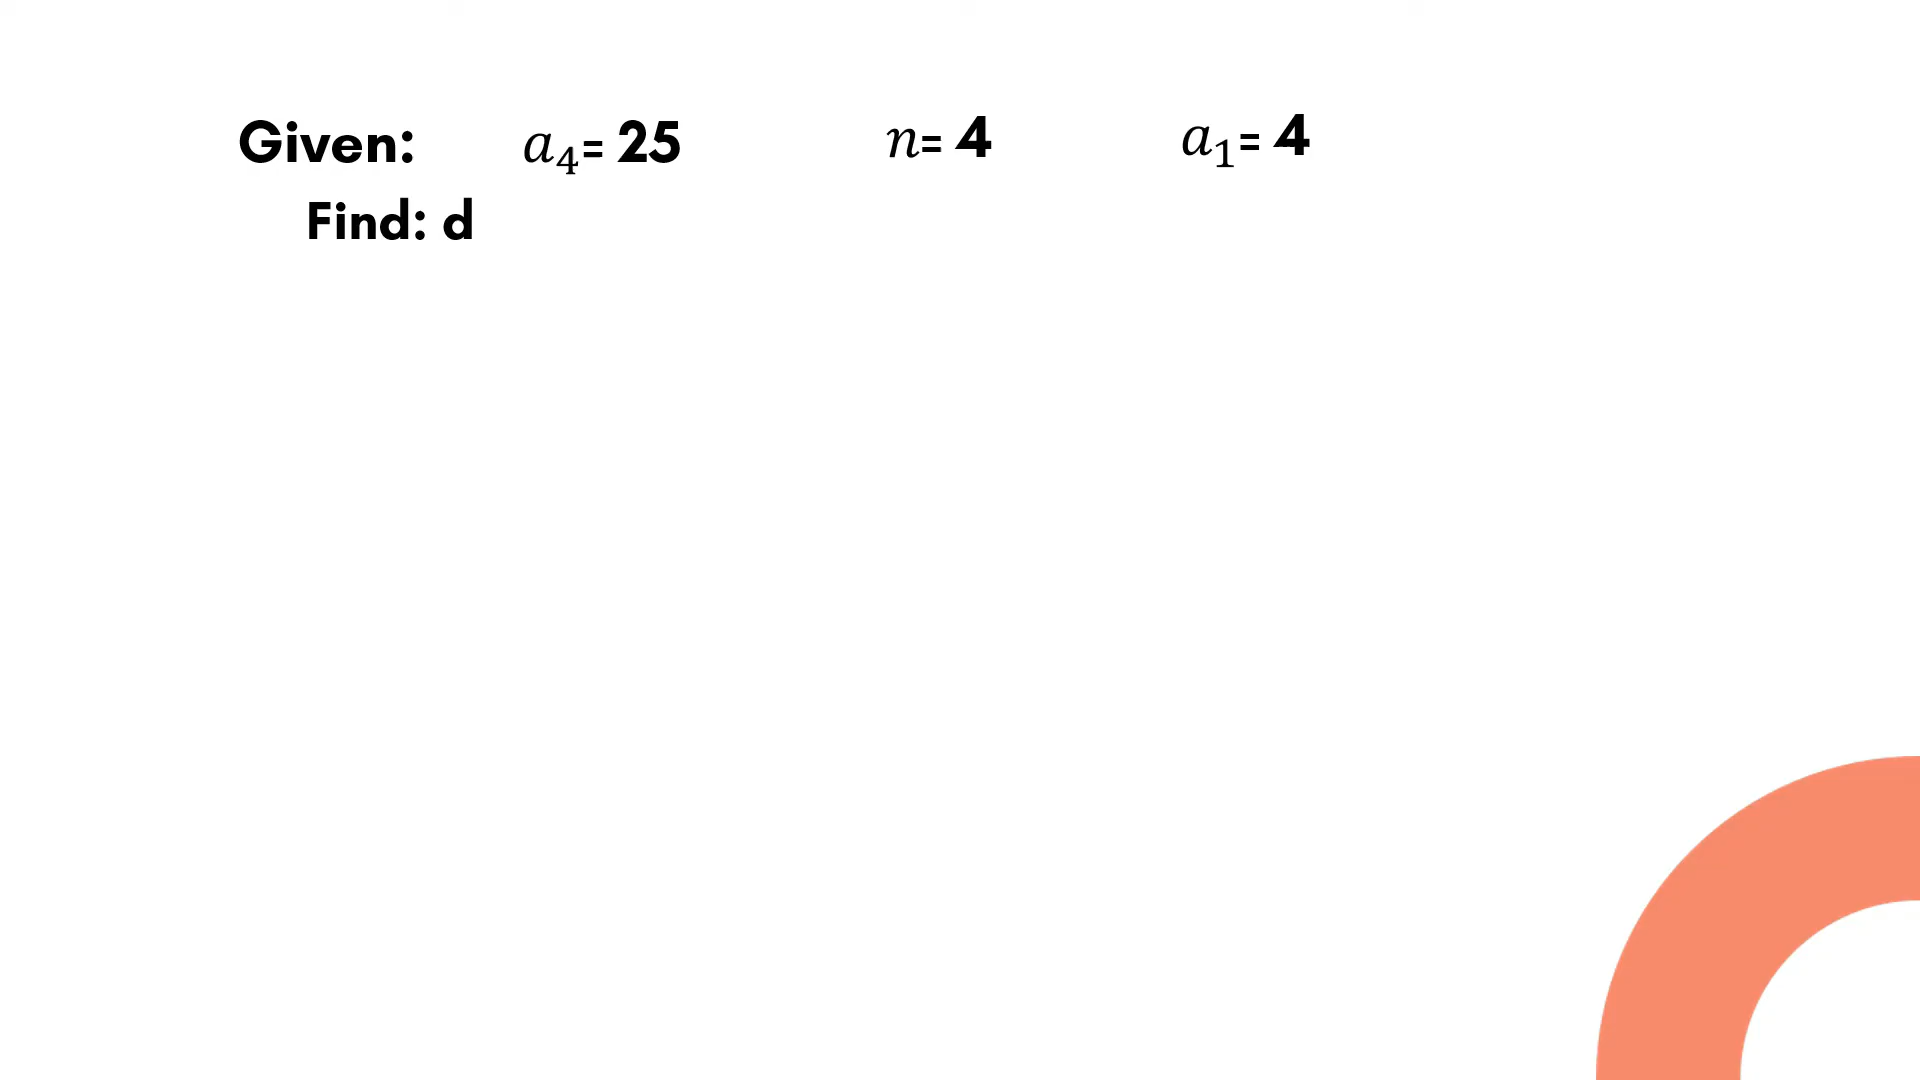 Given: a₄= 25 n= 4 a₁= 4
Find: d